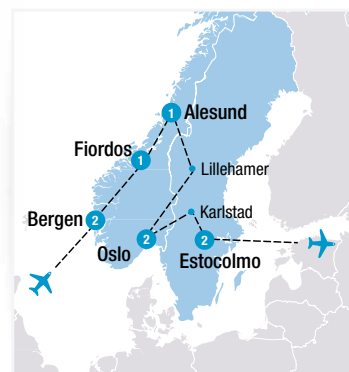 1 Alesund
Fiordos
1
Lillehamer
Karlstad
Bergen 2
2 2
Oslo Estocolmo